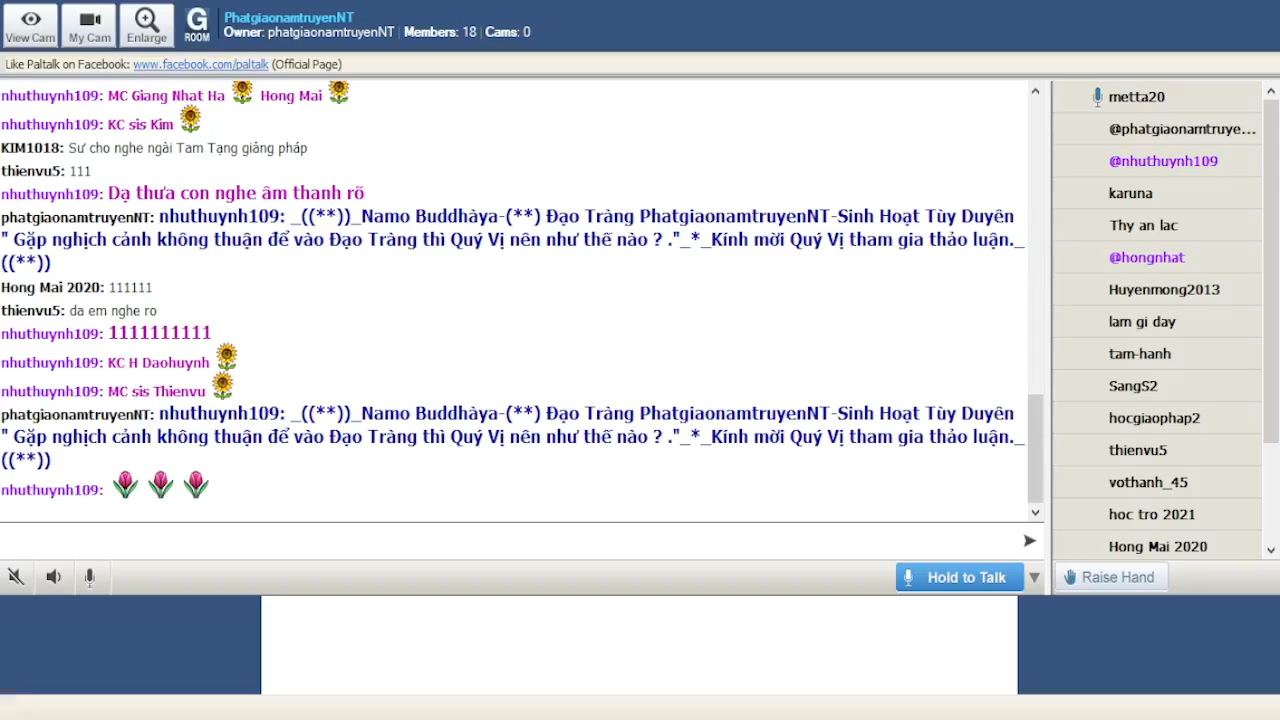 View Cam
My Cam
Enlarge
G
ROOM
PhatgiaonamtruyenNT
Owner: phatgiaonamtruyenNT | Members: 18 | Cams: 0
Like Paltalk on Facebook: www.facebook.com/paltalk (Official Page)
nhuthuynh109: MC Giang Nhat Ha Hong Mai
nhuthuynh109: KC sis Kim
KIM1018: Sư cho nghe ngài Tam Tạng giảng pháp
thienvu5: 111
nhuthuynh109: Dạ thưa con nghe âm thanh rõ
phatgiaonamtruyenNT: nhuthuynh109: _((**))_Namo Buddhàya-(**) Đạo Tràng PhatgiaonamtruyenNT-Sinh Hoạt Tùy Duyên
" Gặp nghịch cảnh không thuận để vào Đạo Tràng thì Quý Vị nên như thế nào ? ."_*_Kính mời Quý Vị tham gia thảo luận._
((**))
Hong Mai 2020: 111111
thienvu5: da em nghe ro
nhuthuynh109: 1111111111
nhuthuynh109: KC H Daohuynh
nhuthuynh109: MC sis Thienvu
phatgiaonamtruyenNT: nhuthuynh109: _((**))_Namo Buddhàya-(**) Đạo Tràng PhatgiaonamtruyenNT-Sinh Hoạt Tùy Duyên
" Gặp nghịch cảnh không thuận để vào Đạo Tràng thì Quý Vị nên như thế nào ? ."_*_Kính mời Quý Vị tham gia thảo luận._
((**))
nhuthuynh109:
Hold to Talk
metta20
@phatgiaonamtruye...
@nhuthuynh109
karuna
Thy an lac
@hongnhat
Huyenmong2013
lam gi day
tam-hanh
SangS2
hocgiaophap2
thienvu5
vothanh_45
hoc tro 2021
Hong Mai 2020
Raise Hand